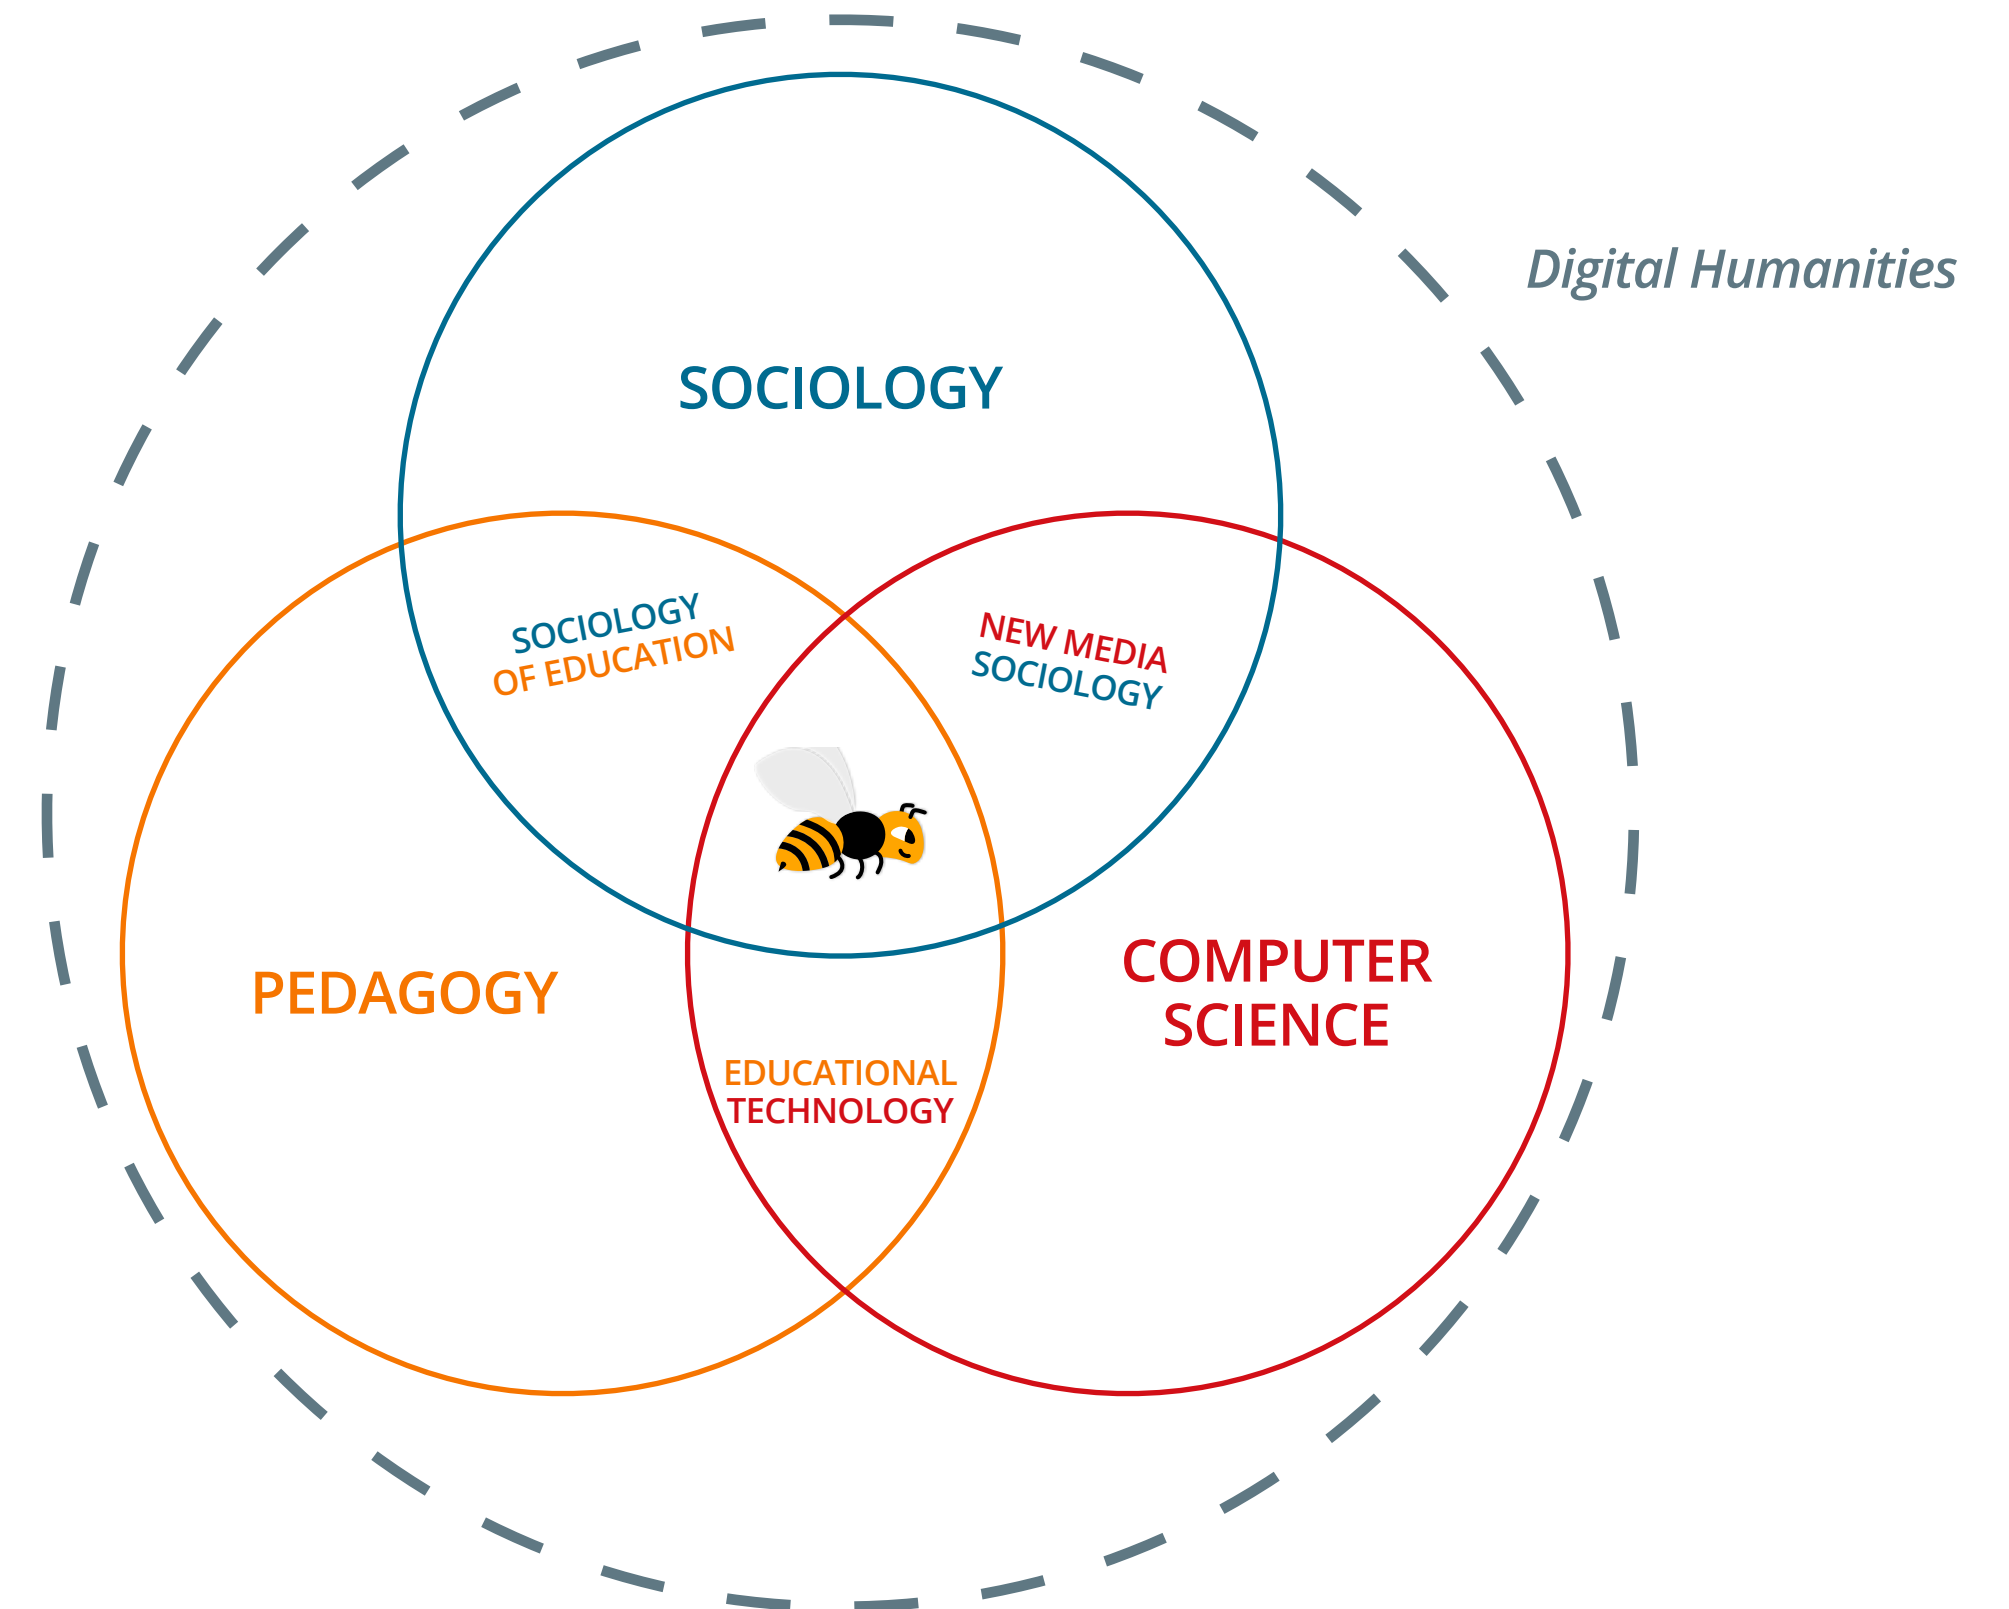 Digital Humanities
SOCIOLOGY
SOCIOLOGY
OF EDUCATION
NEW MEDIA
SOCIOLOGY
PEDAGOGY
COMPUTER
SCIENCE
EDUCATIONAL
TECHNOLOGY